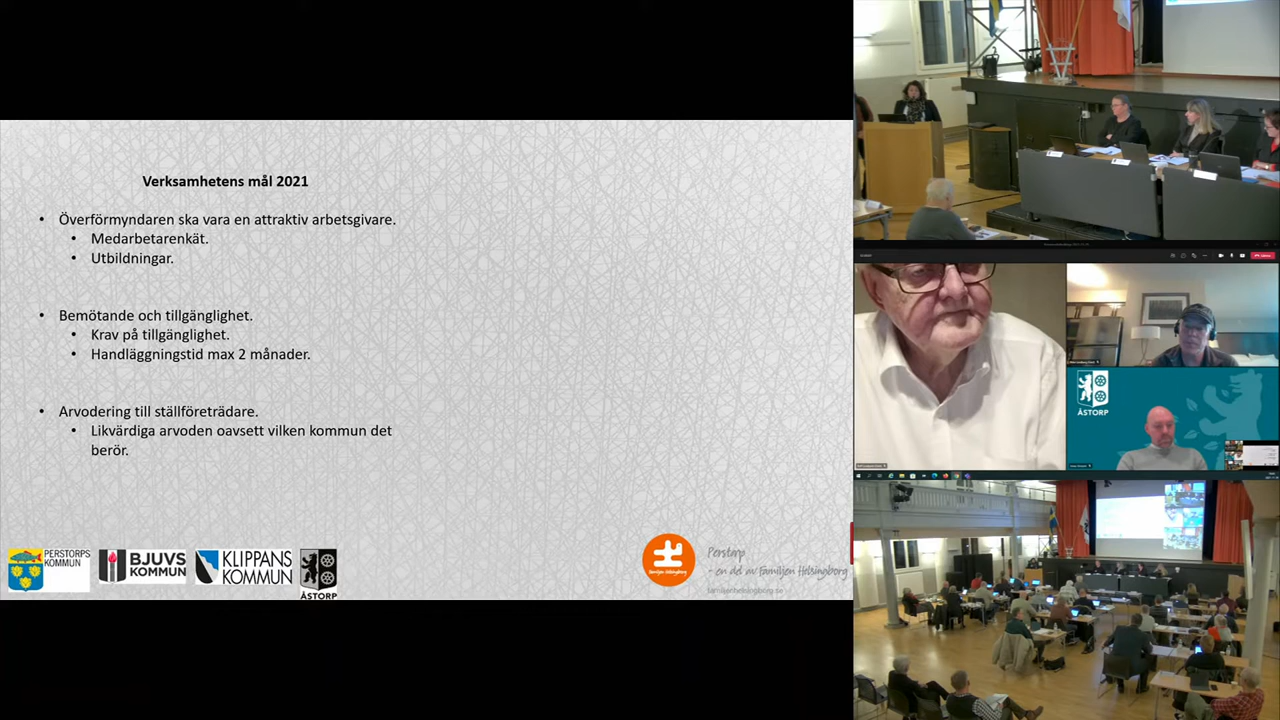 Verksamhetens mål 2021
• Överförmyndaren ska vara en attraktiv arbetsgivare.
• Medarbetarenkät.
• Utbildningar.
• Bemötande och tillgänglighet.
• Krav på tillgänglighet.
• Handläggningstid max 2 månader.
• Arvodering till ställföreträdare.
• Likvärdiga arvoden oavsett vilken kommun det
berör.
PERSTORPS
KOMMUN
BJUVS
KOMMUN
KLIPPANS
KOMMUN
ÅSTORP
Familjen Helsingborg
Perstorp
– en del av Familjen Helsingborg
familjenhelsingborg.se
ÅSTORP